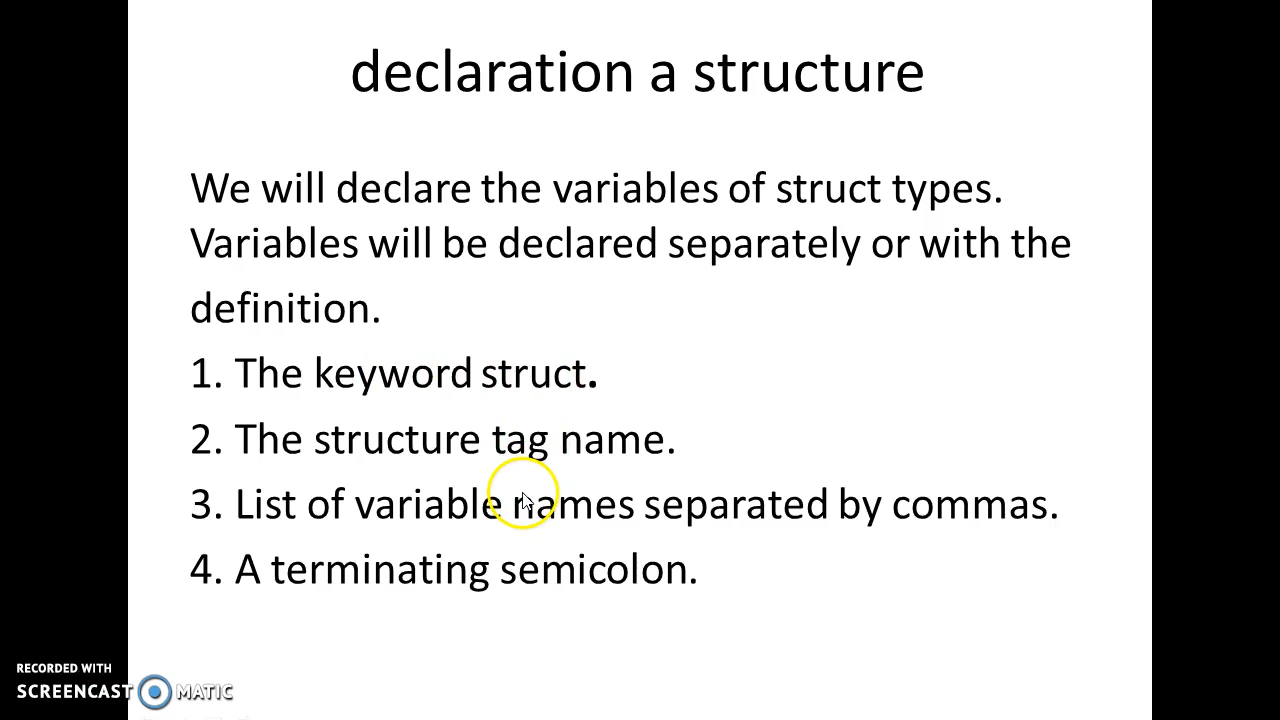 declaration a structure
We will declare the variables of struct types.
Variables will be declared separately or with the
definition.
1. The keyword struct.
2. The structure tag name.
3. List of variable names separated by commas.
4. A terminating semicolon.
RECORDED WITH
SCREENCAST MATIC